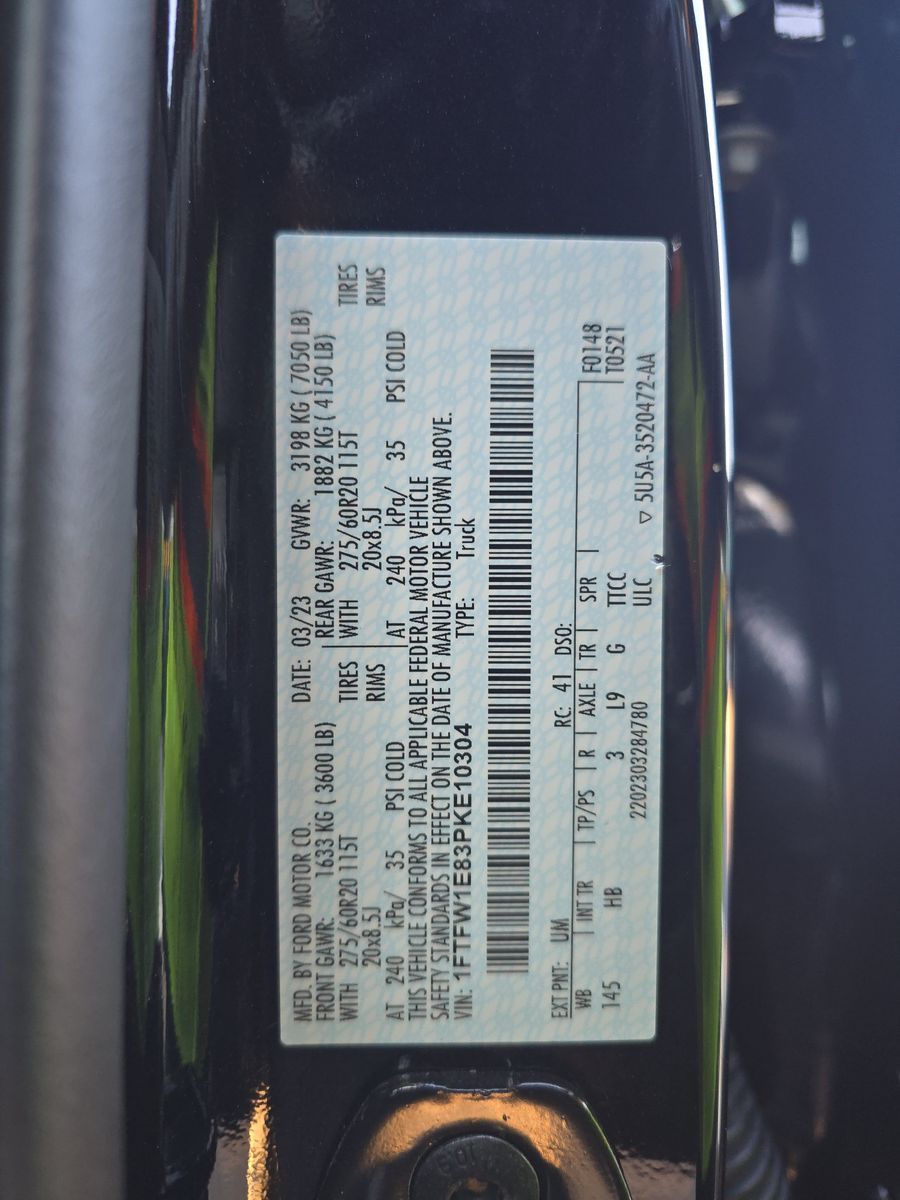 MFD. BY FORD MOTOR CO. DATE: 03/23 GVWR: 3198 KG ( 7050 LB)
FRONT GAWR: 1633 KG ( 3600 LB) REAR GAWR: 1882 KG ( 4150 LB)
WITH 275/60R20 115T TIRES WITH 275/60R20 115T TIRES
20x8.5J RIMS 20x8.5J RIMS
AT 240 kPa/ 35 PSI COLD AT 240 kPa/ 35 PSI COLD
THIS VEHICLE CONFORMS TO ALL APPLICABLE FEDERAL MOTOR VEHICLE
SAFETY STANDARDS IN EFFECT ON THE DATE OF MANUFACTURE SHOWN ABOVE.
VIN: 1FTFW1E83PKE10304 TYPE: Truck
EXT PNT: UM RC: 41 DSO:
WB INT TR TP/PS R AXLE TR SPR F0148
145 HB 3 L9 G TTCC T0521
2202303284780 ULC ▽ 5U5A-3520472-AA